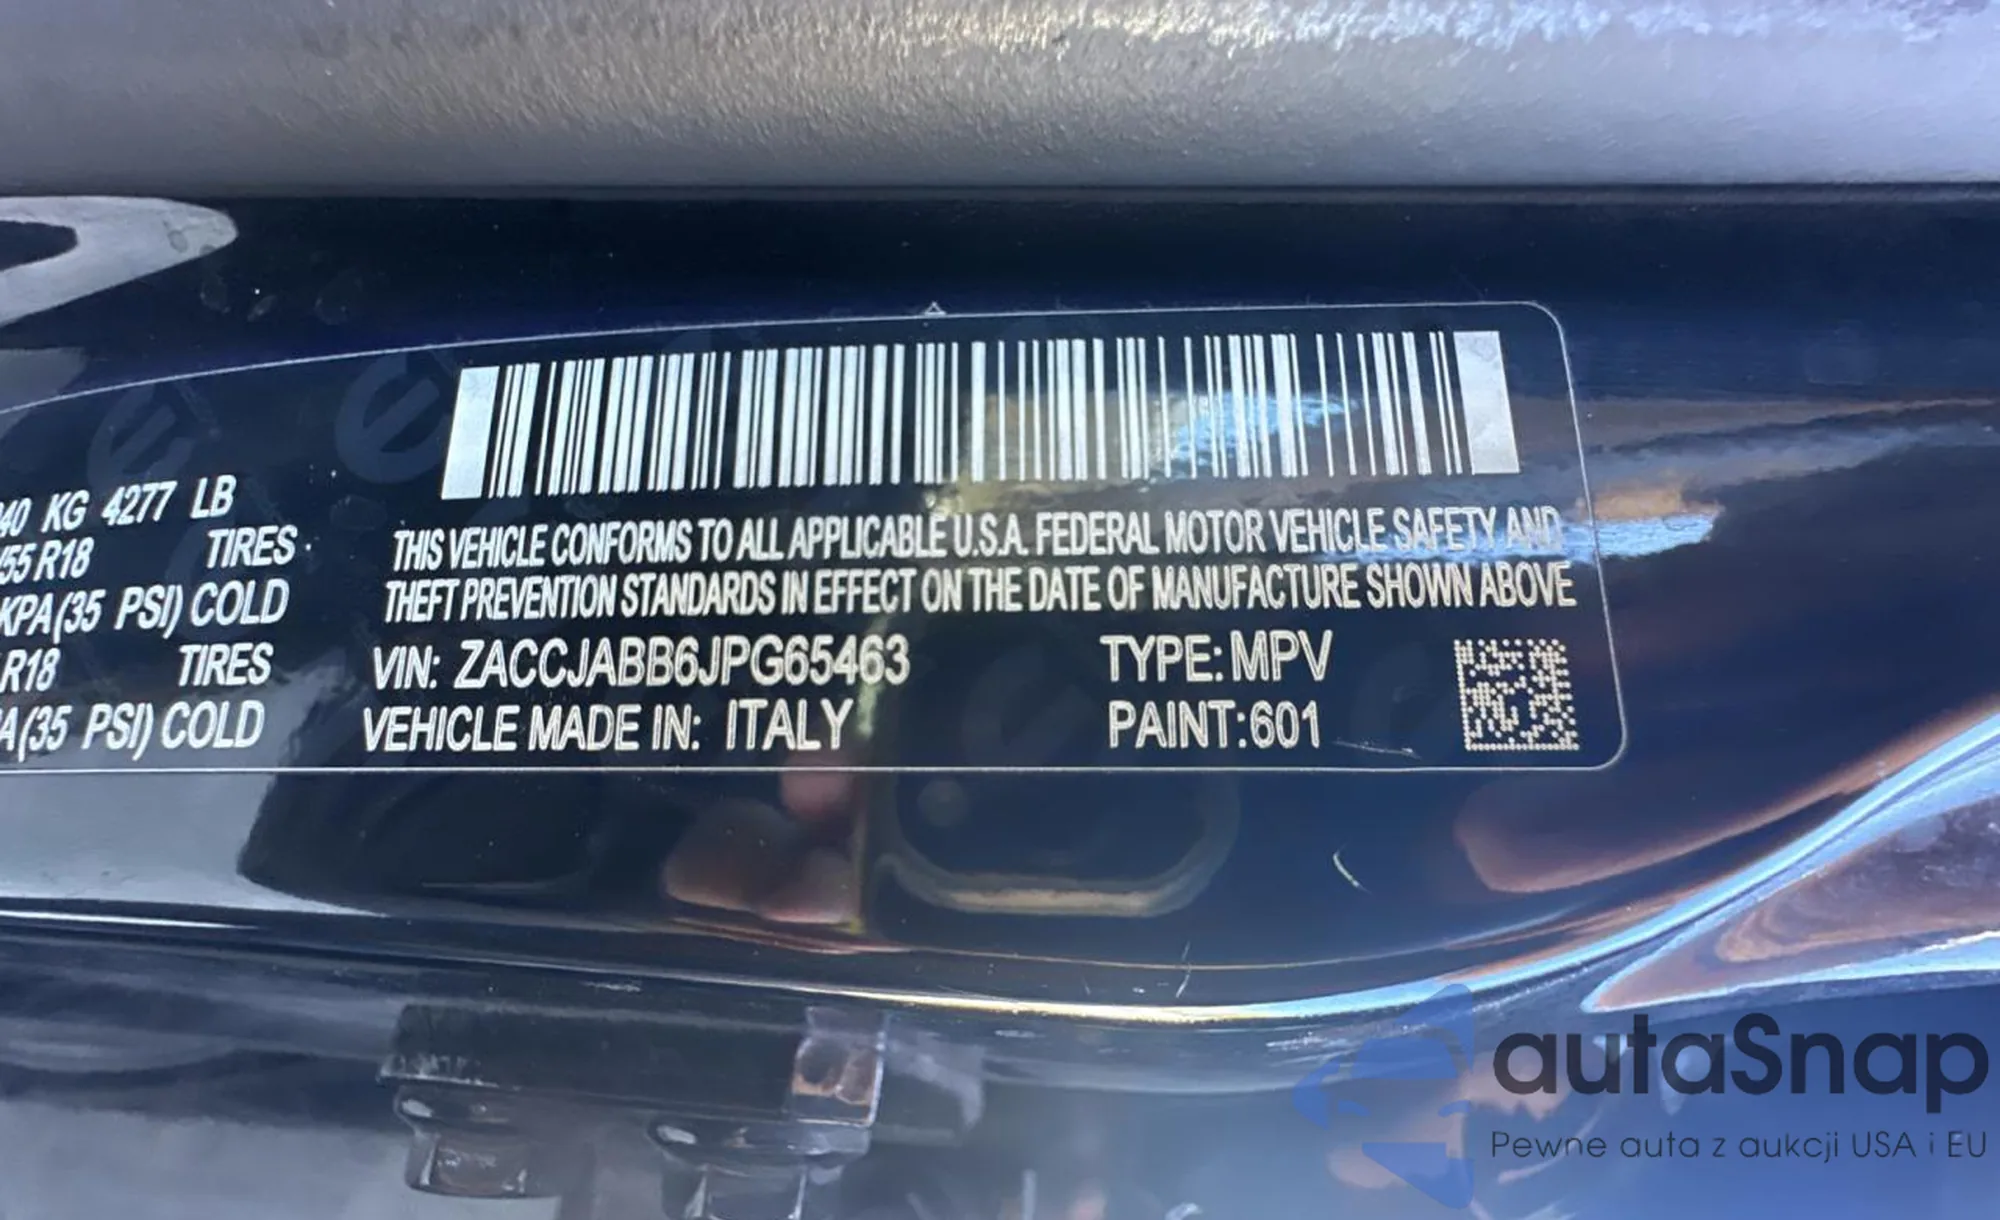 40 KG 4277 LB
/55 R18 TIRES
KPA(35 PSI) COLD
R18 TIRES
A(35 PSI) COLD
THIS VEHICLE CONFORMS TO ALL APPLICABLE U.S.A. FEDERAL MOTOR VEHICLE SAFETY AND
THEFT PREVENTION STANDARDS IN EFFECT ON THE DATE OF MANUFACTURE SHOWN ABOVE
VIN: ZACCJABB6JPG65463 TYPE: MPV
VEHICLE MADE IN: ITALY PAINT: 601
autaSnap
Pewne auta z aukcji USA i EU